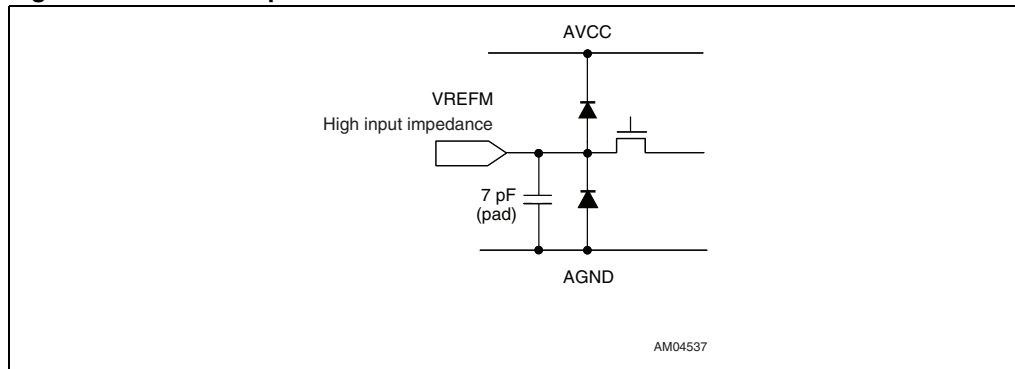 AVCC
VREFM
High input impedance
7 pF
(pad)
AGND
AM04537